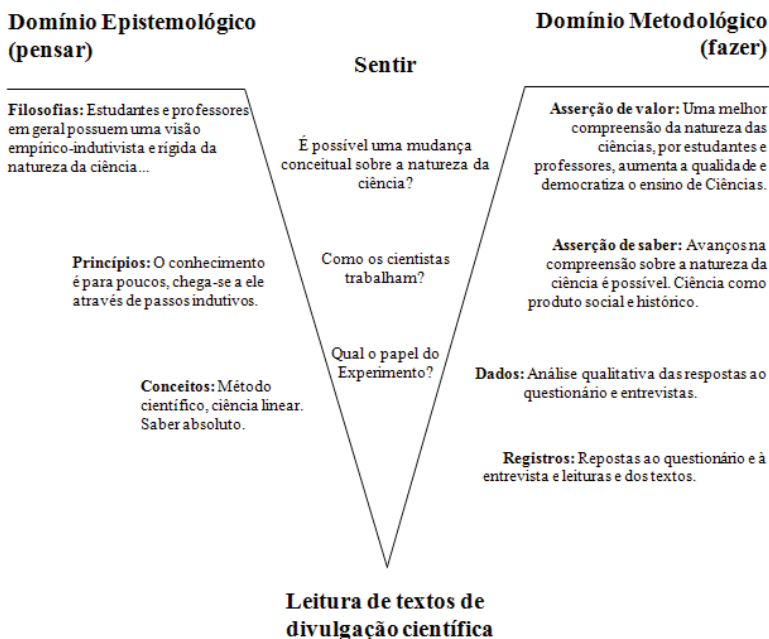 Domínio Epistemológico
(pensar)
Filosofias: Estudantes e professores
em geral possuem uma visão
empírico-indutivista e rígida da
natureza da ciência...
Princípios: O conhecimento
é para poucos, chega-se a ele
através de passos indutivos.
Conceitos: Método
científico, ciência linear.
Saber absoluto.
Sentir
É possível uma mudança
conceitual sobre a natureza da
ciência?
Como os cientistas
trabalham?
Qual o papel do
Experimento?
Domínio Metodológico
(fazer)
Asserção de valor: Uma melhor
compreensão da natureza das
ciências, por estudantes e
professores, aumenta a qualidade e
democratiza o ensino de Ciências.
Asserção de saber: Avanços na
compreensão sobre a natureza da
ciência é possível. Ciência como
produto social e histórico.
Dados: Análise qualitativa das respostas ao
questionário e entrevistas.
Registros: Repostas ao questionário e à
entrevista e leituras e dos textos.
Leitura de textos de
divulgação científica